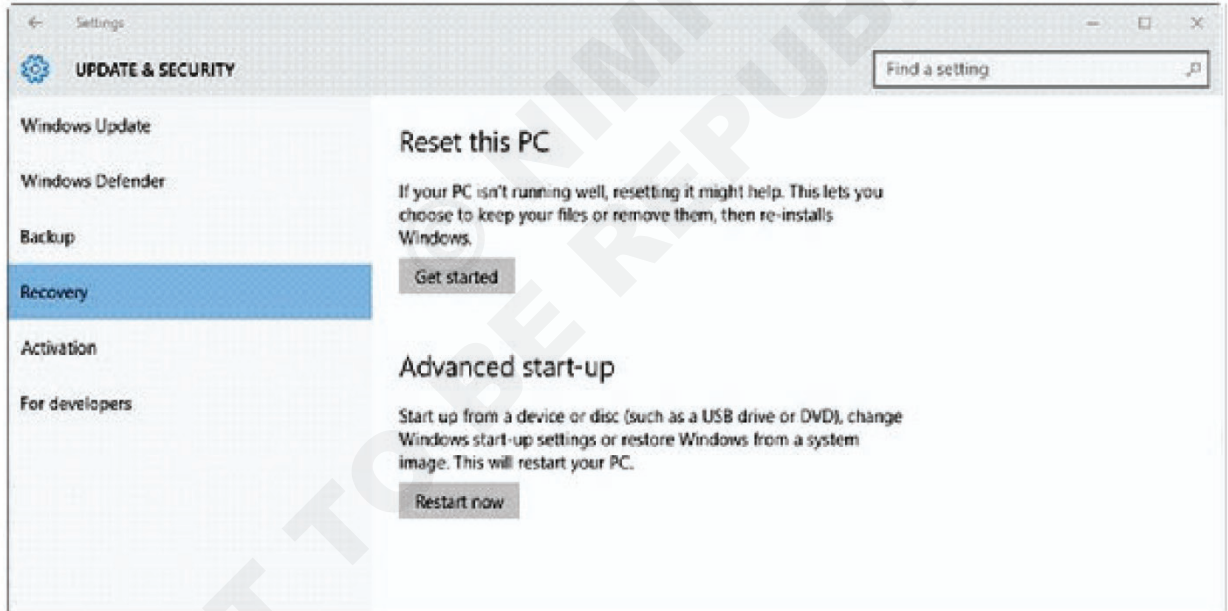 Settings
UPDATE & SECURITY
Find a setting
Windows Update
Windows Defender
Backup
Recovery
Activation
For developers
Reset this PC
If your PC isn't running well, resetting it might help. This lets you
choose to keep your files or remove them, then re-installs
Windows.
Get started
Advanced start-up
Start up from a device or disc (such as a USB drive or DVD), change
Windows start-up settings or restore Windows from a system
image. This will restart your PC.
Restart now
© NIMI
TO BE REPUB